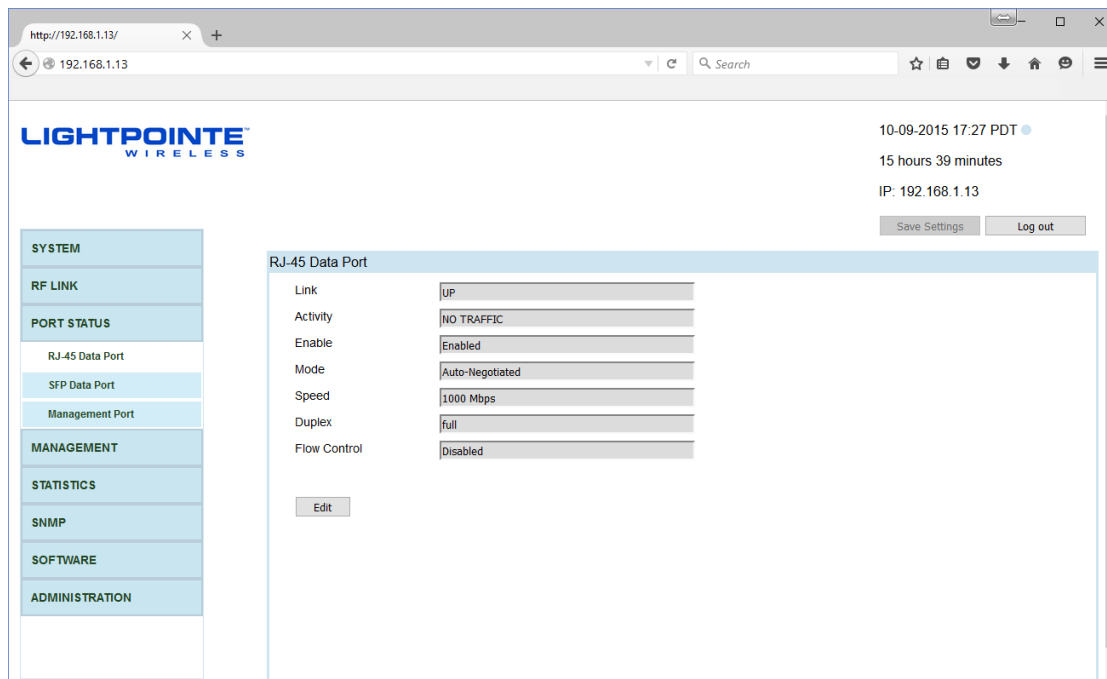 http://192.168.1.13/
192.168.1.13
Search
LIGHTPOINTE™
WIRELESS
10-09-2015 17:27 PDT
15 hours 39 minutes
IP: 192.168.1.13
Save Settings Log out
SYSTEM
RF LINK
PORT STATUS
RJ-45 Data Port
SFP Data Port
Management Port
MANAGEMENT
STATISTICS
SNMP
SOFTWARE
ADMINISTRATION
RJ-45 Data Port
Link UP
Activity NO TRAFFIC
Enable Enabled
Mode Auto-Negotiated
Speed 1000 Mbps
Duplex full
Flow Control Disabled
Edit